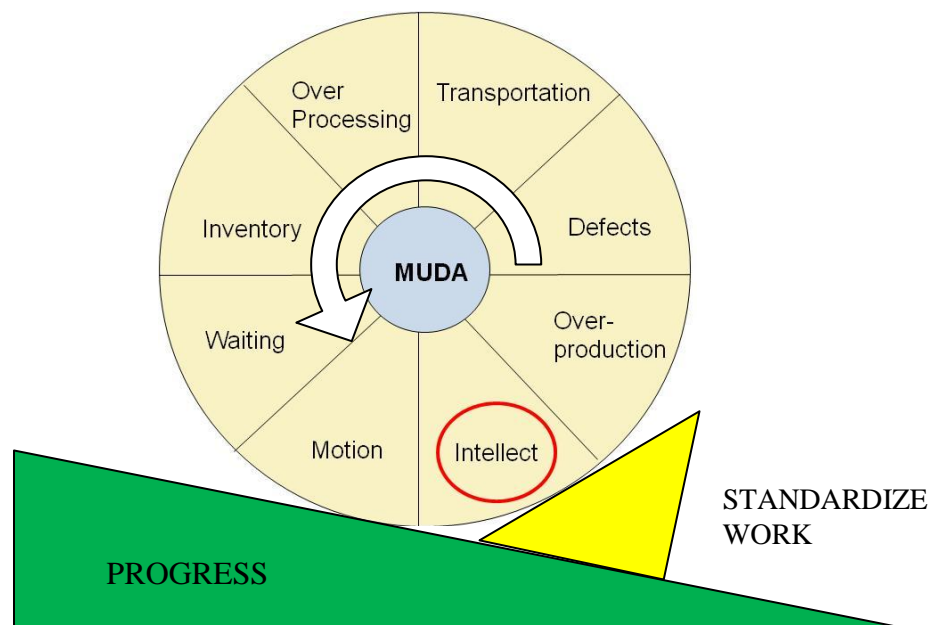 Over
Processing
Transportation
Inventory
Defects
MUDA
Waiting
Over-
production
Motion
Intellect
STANDARDIZE
WORK
PROGRESS